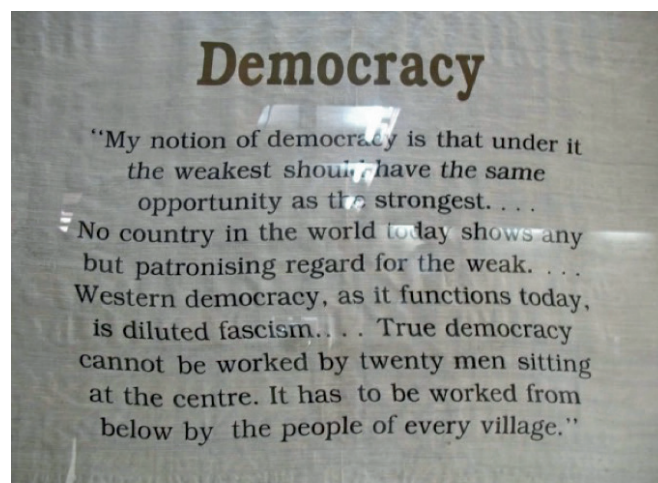 Democracy
“My notion of democracy is that under it
the weakest should have the same
opportunity as the strongest. . . .
No country in the world today shows any
but patronising regard for the weak. . . .
Western democracy, as it functions today,
is diluted fascism.. . . True democracy
cannot be worked by twenty men sitting
at the centre. It has to be worked from
below by the people of every village.”